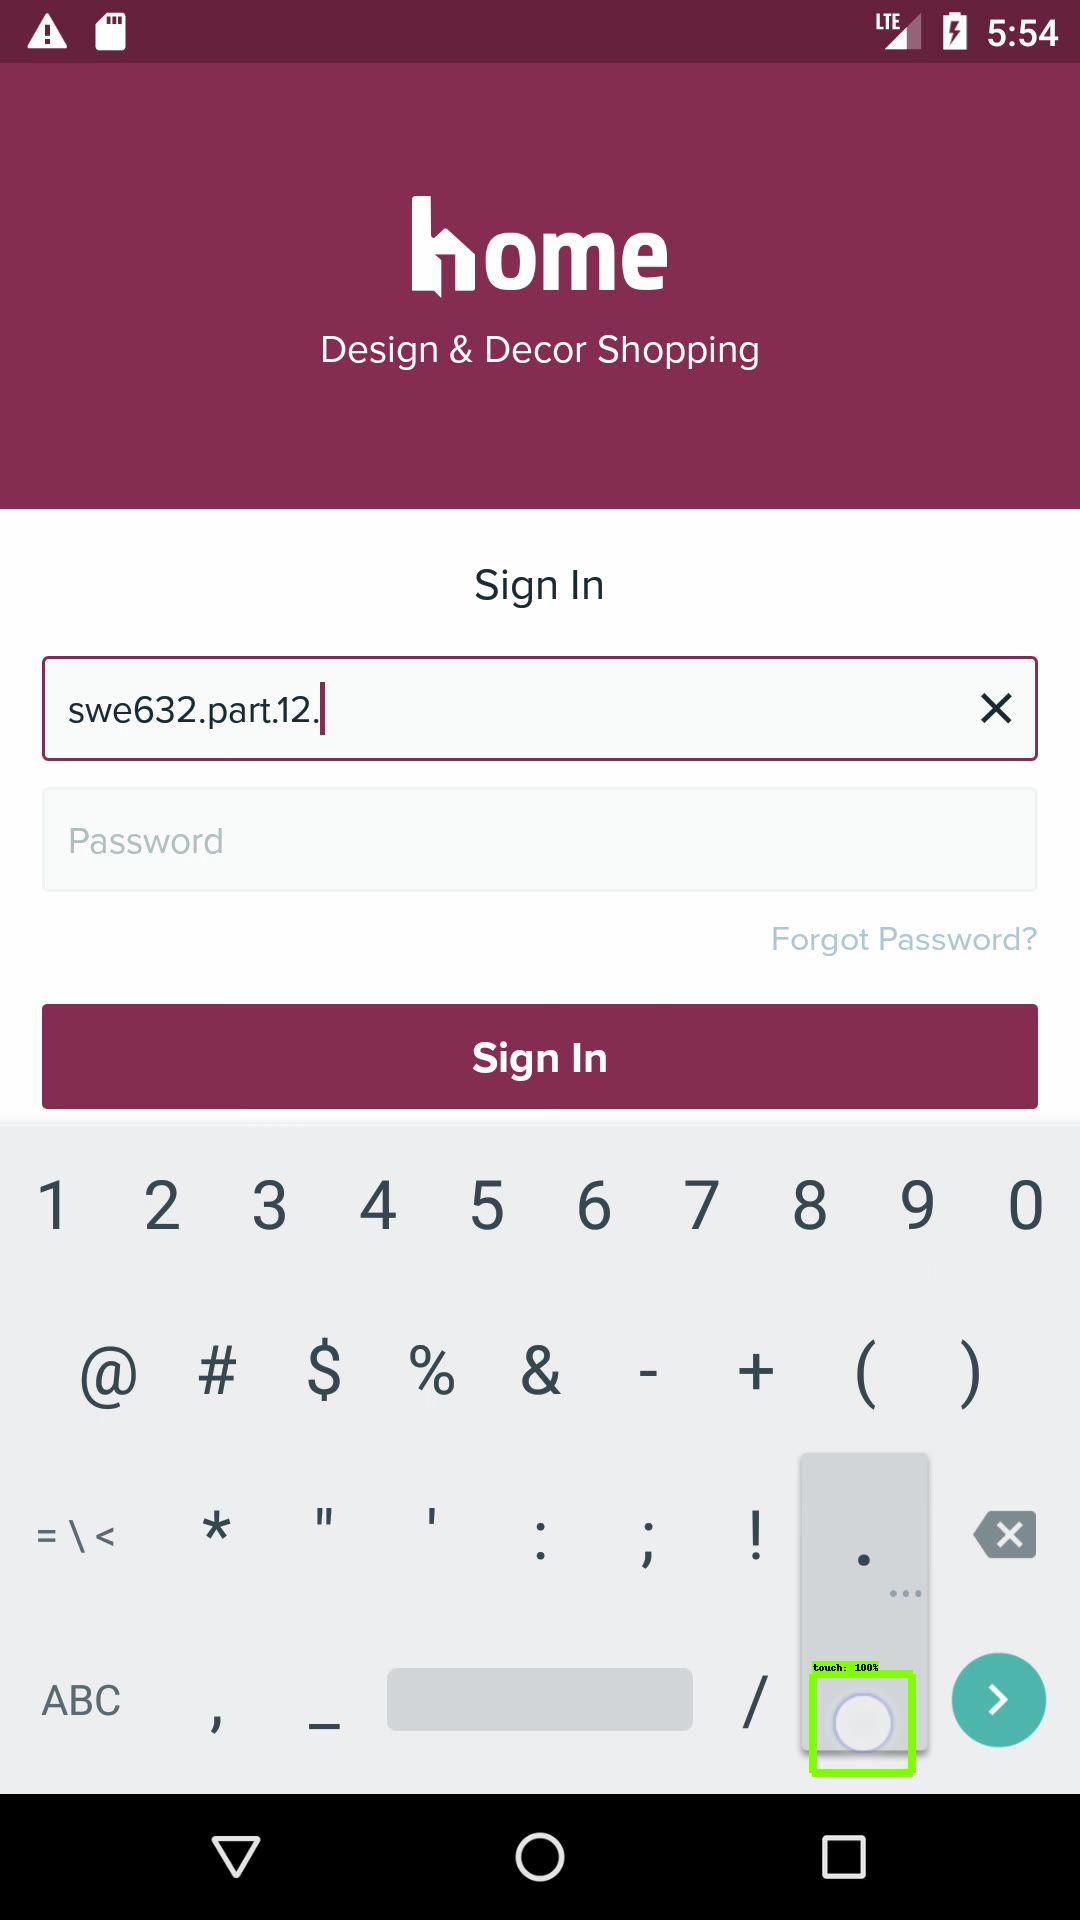 LTE 5:54
home
Design & Decor Shopping
Sign In
swe632.part.12.
Password
Forgot Password?
Sign In
1 2 3 4 5 6 7 8 9 0
@ # $ % & - + ( )
= \ < * " ' : ; ! .
touch: 100%
ABC , _ /